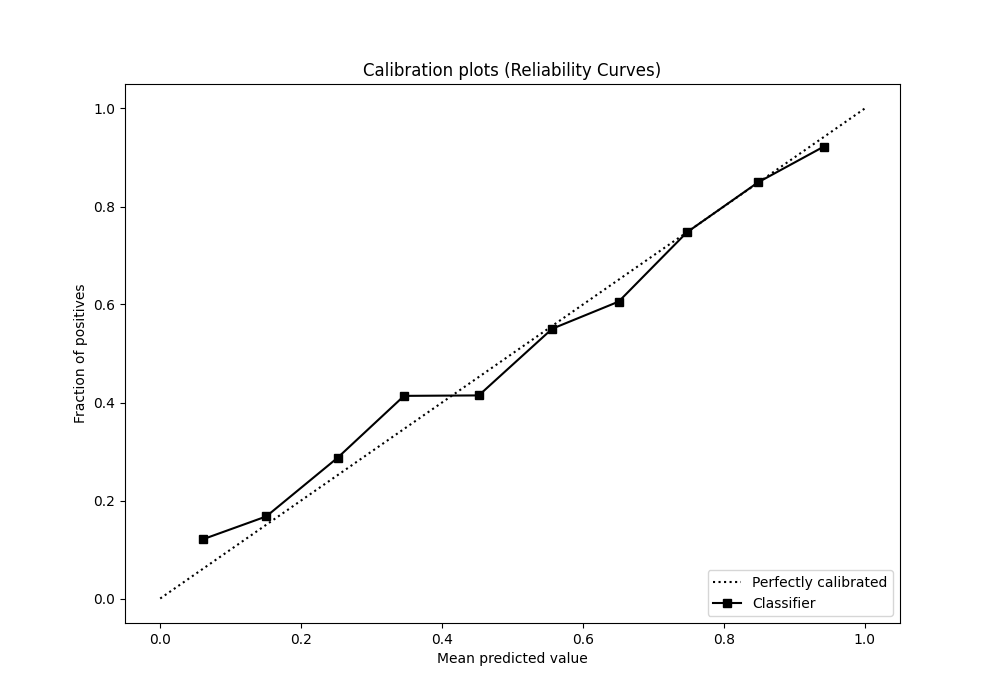 Calibration plots (Reliability Curves)
1.0
0.8
0.6
0.4
0.2
0.0
Fraction of positives
0.0 0.2 0.4 0.6 0.8 1.0
Mean predicted value
Perfectly calibrated
Classifier